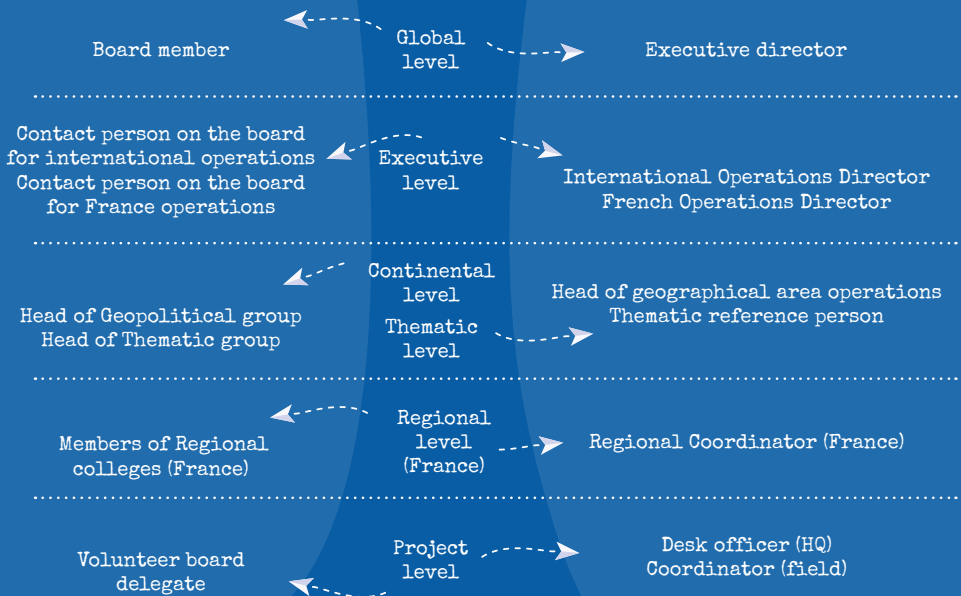 Board member
Global
level
Executive director
Contact person on the board
for international operations
Contact person on the board
for France operations
Executive
level
International Operations Director
French Operations Director
Head of Geopolitical group
Head of Thematic group
Continental
level
Thematic
level
Head of geographical area operations
Thematic reference person
Members of Regional
colleges (France)
Regional
level
(France)
Regional Coordinator (France)
Volunteer board
delegate
Project
level
Desk officer (HQ)
Coordinator (field)